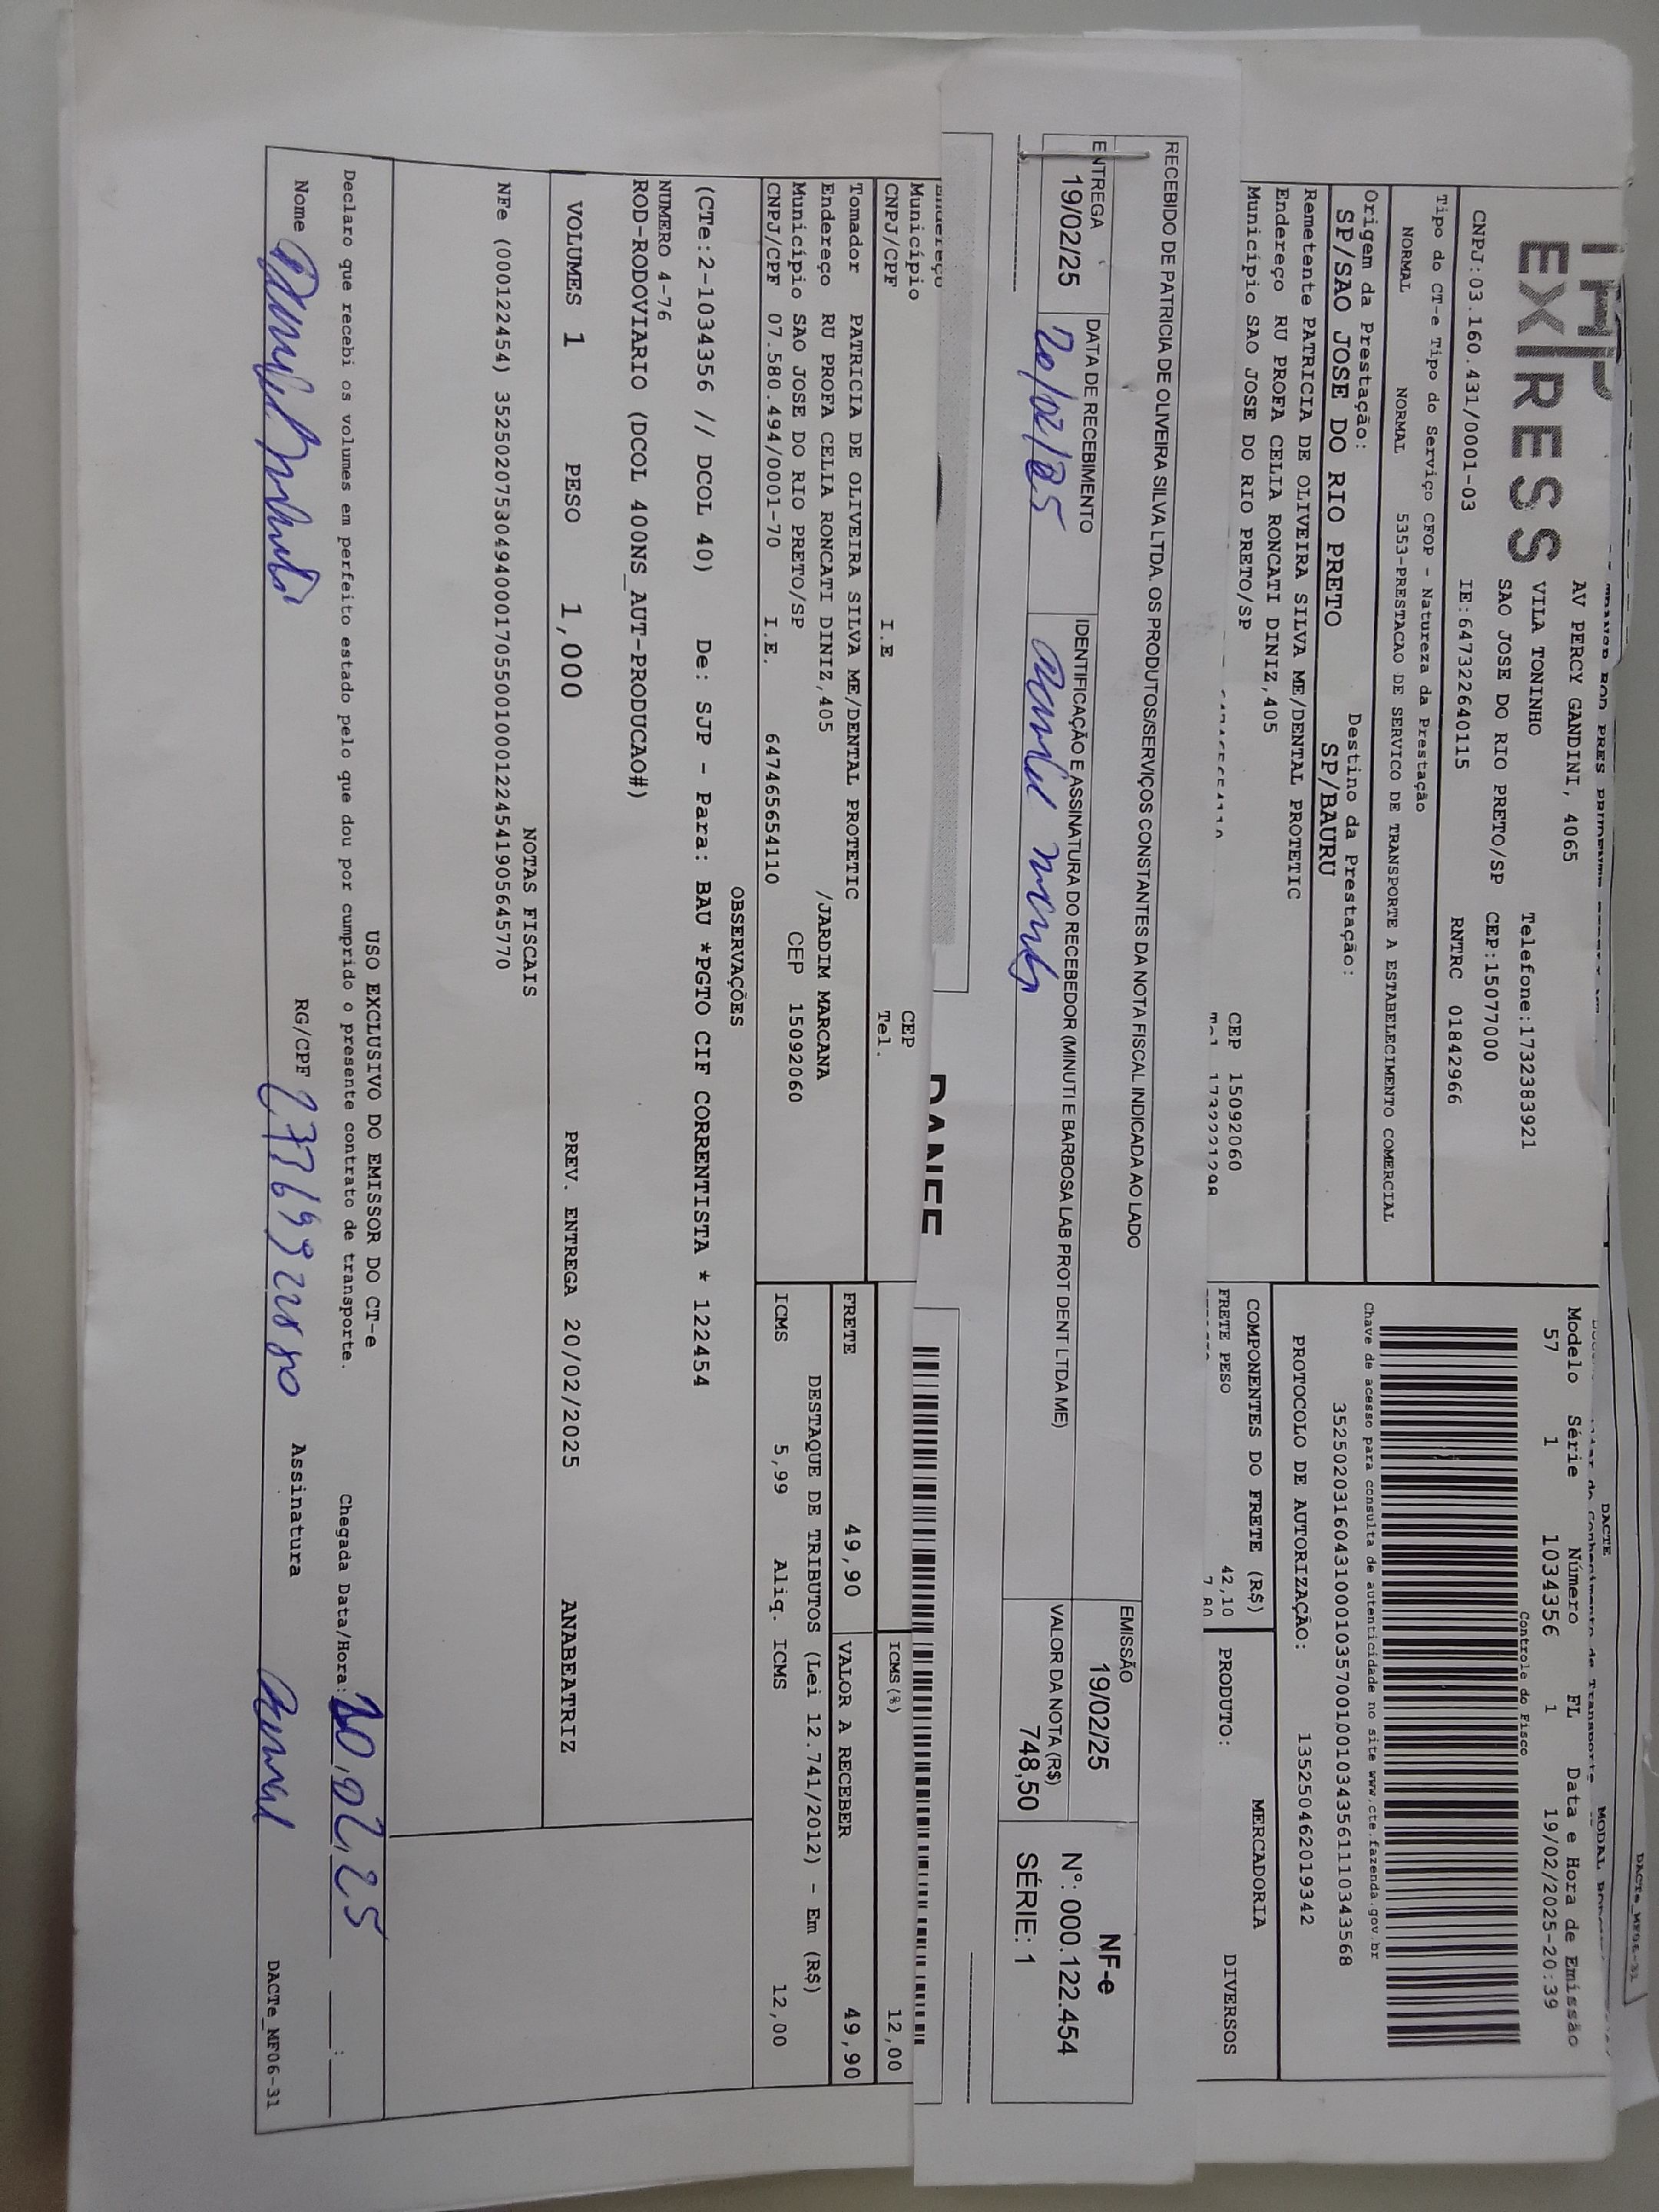 DACTe_MF06-31
DACTE
EXPRESS
AV PERCY GANDINI, 4065
VILA TONINHO
SAO JOSE DO RIO PRETO/SP CEP:15077000
Telefone:1732383921
CNPJ:03.160.431/0001-03 IE:647322640115 RNTRC 01842966
Modelo Série Número FL Data e Hora de Emissão
57 1 1034356 1 19/02/2025-20:39
Controle do Fisco
Tipo do CT-e Tipo do Serviço CFOP - Natureza da Prestação
NORMAL NORMAL 5353-PRESTACAO DE SERVICO DE TRANSPORTE A ESTABELECIMENTO COMERCIAL
Chave de acesso para consulta de autenticidade no site www.cte.fazenda.gov.br
35250203160431000103570010010343561110343568
Origem da Prestação: Destino da Prestação:
SP/SAO JOSE DO RIO PRETO SP/BAURU
PROTOCOLO DE AUTORIZAÇÃO: 135250462019342
Remetente PATRICIA DE OLIVEIRA SILVA ME/DENTAL PROTETIC
Endereço RU PROFA CELIA RONCATI DINIZ,405
Município SAO JOSE DO RIO PRETO/SP CEP 15092060
COMPONENTES DO FRETE (R$) MERCADORIA
FRETE PESO 42,10 PRODUTO: DIVERSOS
RECEBIDO DE PATRICIA DE OLIVEIRA SILVA LTDA. OS PRODUTOS/SERVIÇOS CONSTANTES DA NOTA FISCAL INDICADA AO LADO
EMISSÃO
19/02/25
NF-e
N°: 000.122.454
SÉRIE: 1
ENTREGA
19/02/25
DATA DE RECEBIMENTO
20/02/25
IDENTIFICAÇÃO E ASSINATURA DO RECEBEDOR (MINUTI E BARBOSA LAB PROT DENT LTDA ME)
VALOR DA NOTA (R$)
748,50
DANFE
Município CEP
CNPJ/CPF I.E Tel.
ICMS(%) 12,00
Tomador PATRICIA DE OLIVEIRA SILVA ME/DENTAL PROTETIC
Endereço RU PROFA CELIA RONCATI DINIZ,405 /JARDIM MARCANA
Município SAO JOSE DO RIO PRETO/SP CEP 15092060
CNPJ/CPF 07.580.494/0001-70 I.E. 647465654110
FRETE 49,90 VALOR A RECEBER 49,90
DESTAQUE DE TRIBUTOS (Lei 12.741/2012) - Em (R$)
ICMS 5,99 Aliq. ICMS 12,00
OBSERVAÇÕES
(CTe:2-1034356 // DCOL 40) De: SJP - Para: BAU *PGTO CIF CORRENTISTA * 122454
NUMERO 4-76
ROD-RODOVIARIO (DCOL 400NS_AUT-PRODUCAO#)
VOLUMES 1 PESO 1,000 PREV. ENTREGA 20/02/2025 ANABEATRIZ
NOTAS FISCAIS
NFe (000122454) 35250207530494000170550010001224541905645770
USO EXCLUSIVO DO EMISSOR DO CT-e
Declaro que recebi os volumes em perfeito estado pelo que dou por cumprido o presente contrato de transporte. Chegada Data/Hora: 20,02,25 __:__
Nome RG/CPF Assinatura
DACTe_MF06-31